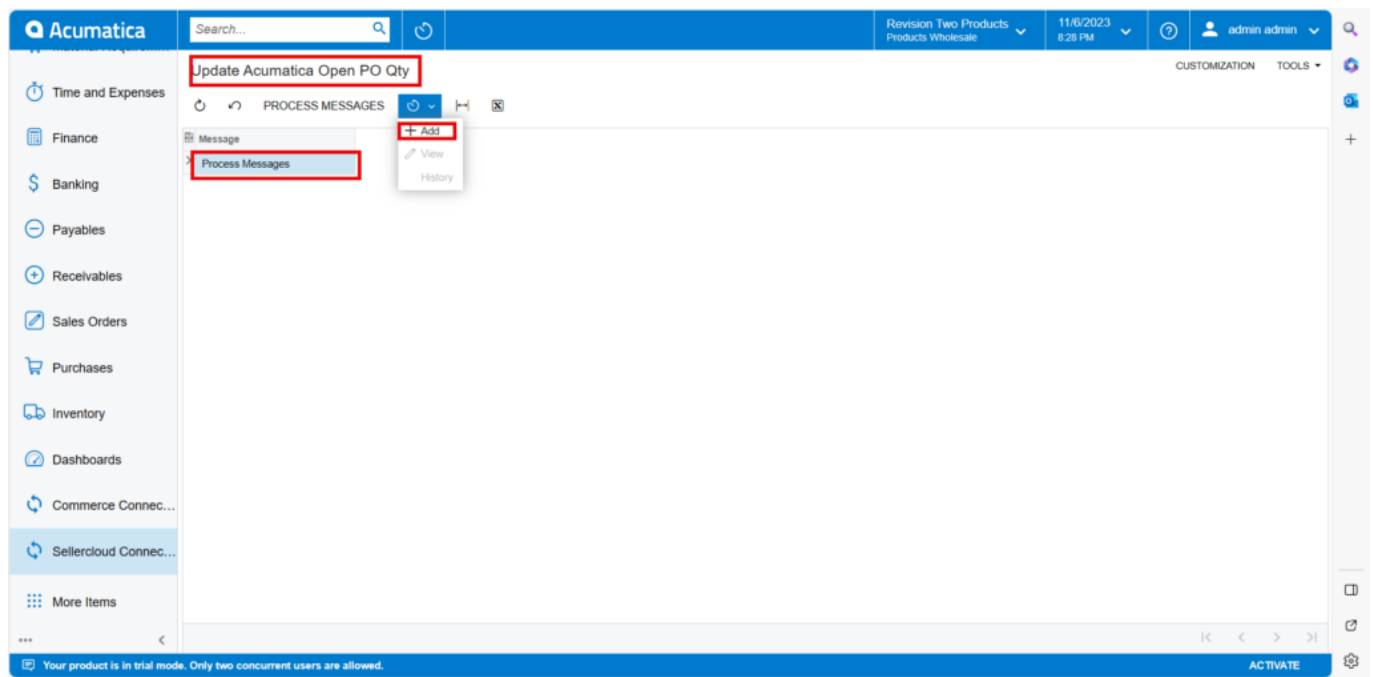 Acumatica
Search...
Revision Two Products
Products Wholesale
11/6/2023
8:28 PM
admin admin
Update Acumatica Open PO Qty
CUSTOMIZATION TOOLS
PROCESS MESSAGES
Message
Process Messages
Add
View
History
Time and Expenses
Finance
Banking
Payables
Receivables
Sales Orders
Purchases
Inventory
Dashboards
Commerce Connec...
Sellercloud Connec...
More Items
Your product is in trial mode. Only two concurrent users are allowed.
ACTIVATE